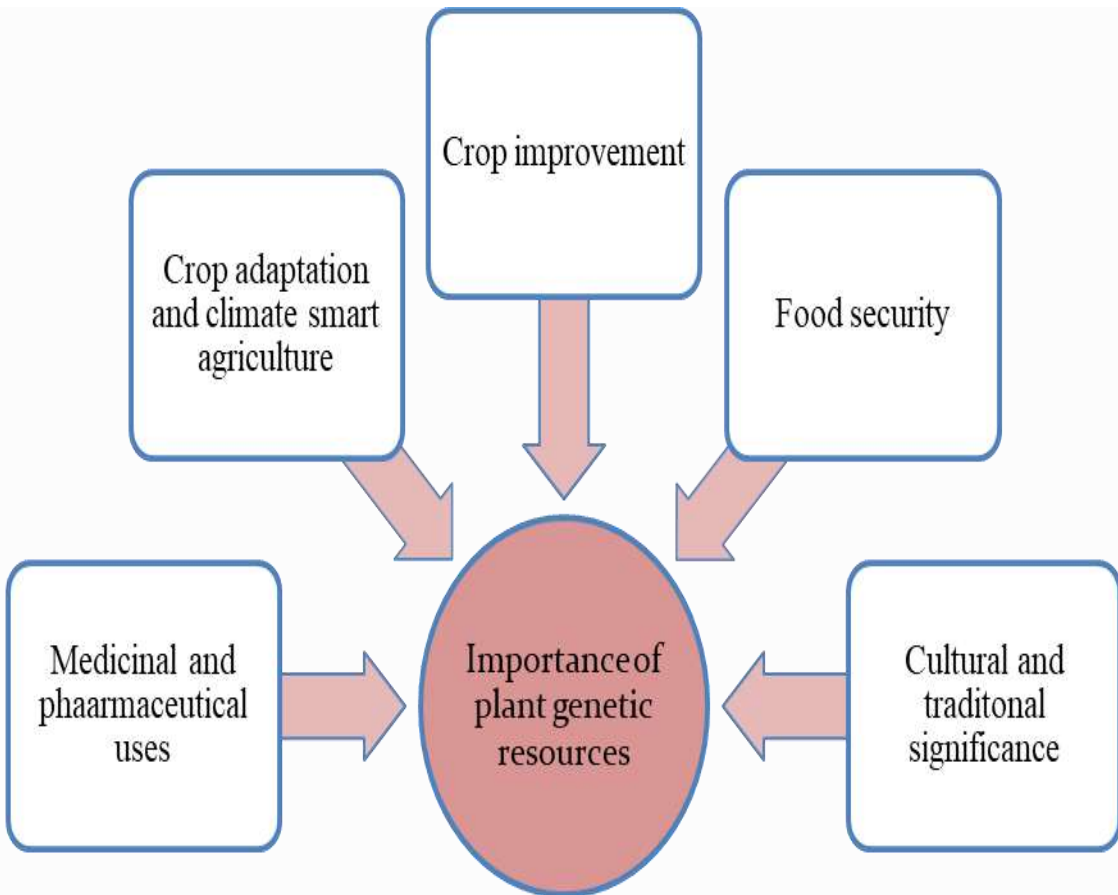 Crop improvement
Crop adaptation
and climate smart
agriculture
Food security
Medicinal and
phaarmaceutical
uses
Importance of
plant genetic
resources
Cultural and
traditonal
significance